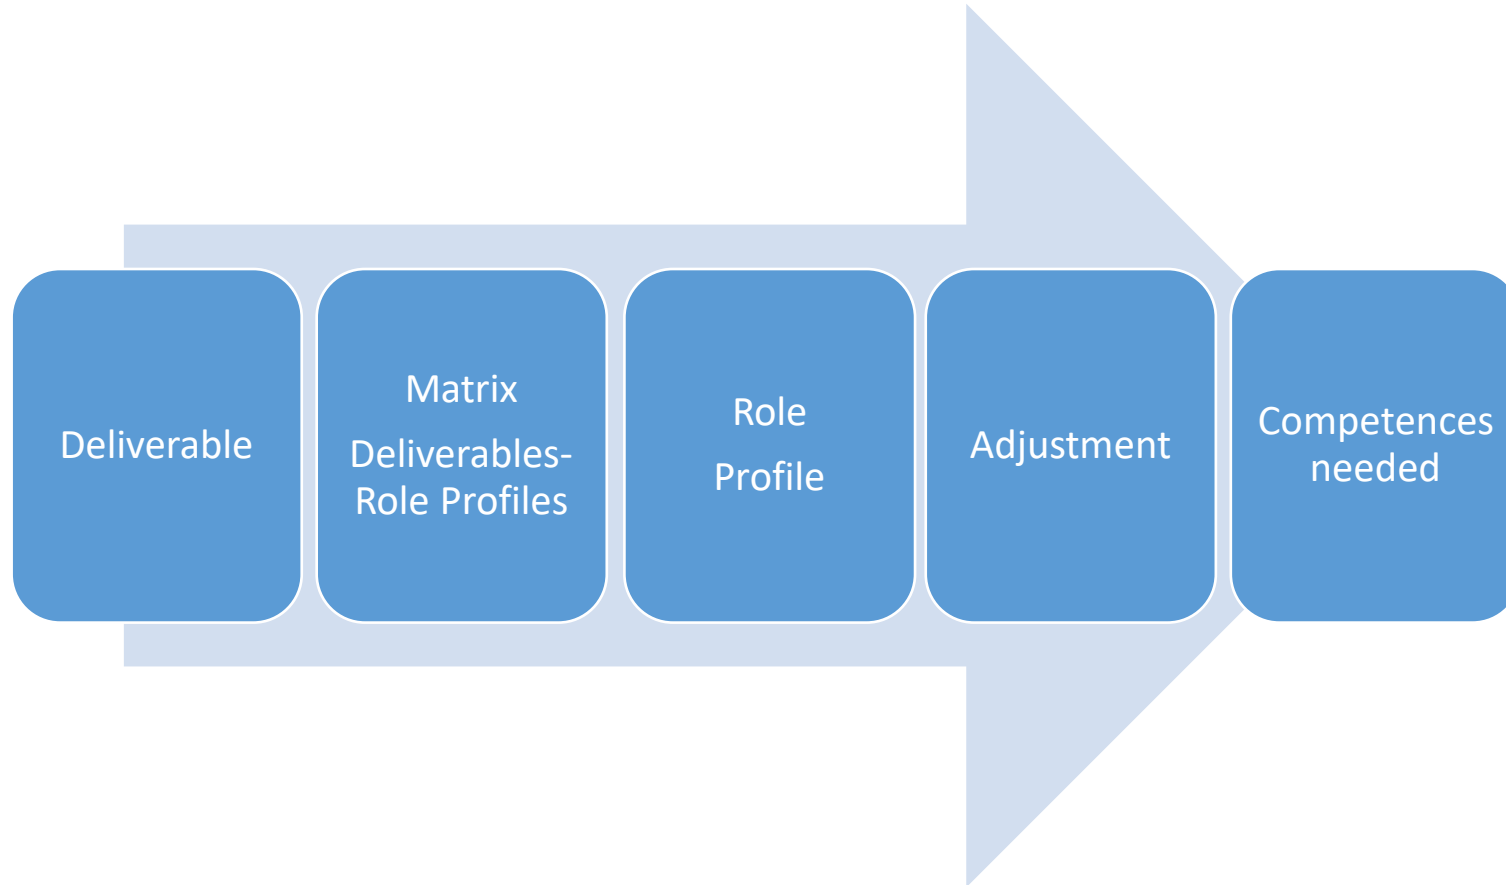 Deliverable
Matrix
Deliverables-
Role Profiles
Role
Profile
Adjustment
Competences
needed